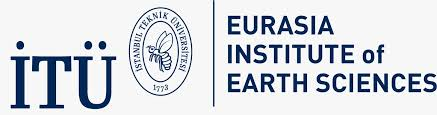 İTÜ
İSTANBUL TEKNİK ÜNİVERSİTESİ
1773
EURASIA
INSTITUTE of
EARTH SCIENCES